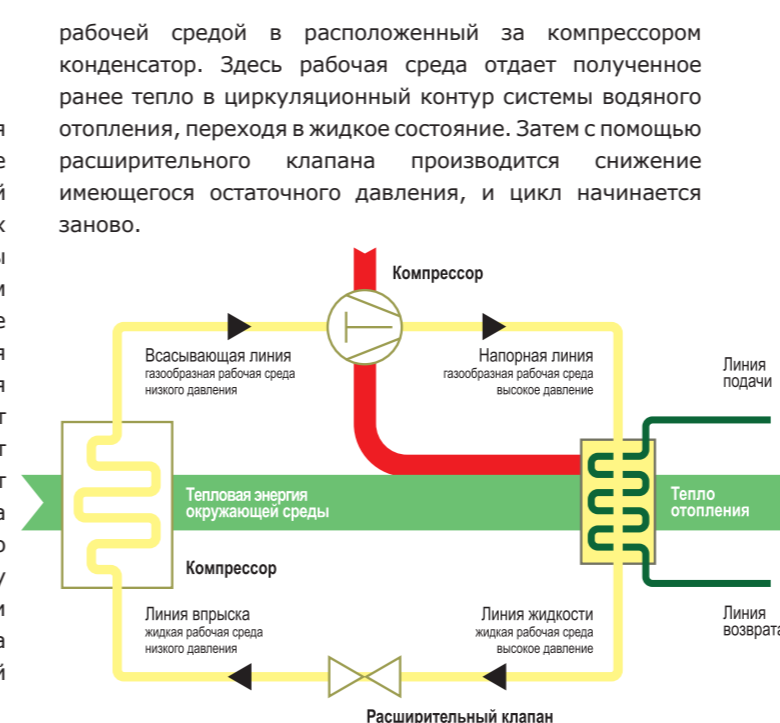 рабочей средой в расположенный за компрессором
конденсатор. Здесь рабочая среда отдает полученное
ранее тепло в циркуляционный контур системы водяного
отопления, переходя в жидкое состояние. Затем с помощью
расширительного клапана производится снижение
имеющегося остаточного давления, и цикл начинается
заново.
Компрессор
Всасывающая линия
газообразная рабочая среда
низкого давления
Напорная линия
газообразная рабочая среда
высокое давление
Линия
подачи
Тепловая энергия
окружающей среды
Тепло
отопления
Компрессор
Линия впрыска
жидкая рабочая среда
низкого давления
Линия жидкости
жидкая рабочая среда
высокое давление
Линия
возврата
Расширительный клапан